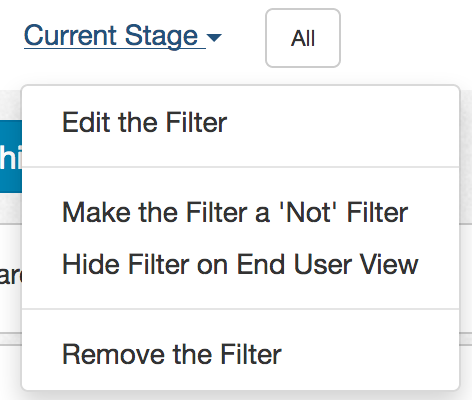 Current Stage All
Edit the Filter
hi
Make the Filter a 'Not' Filter
Hide Filter on End User View
Remove the Filter